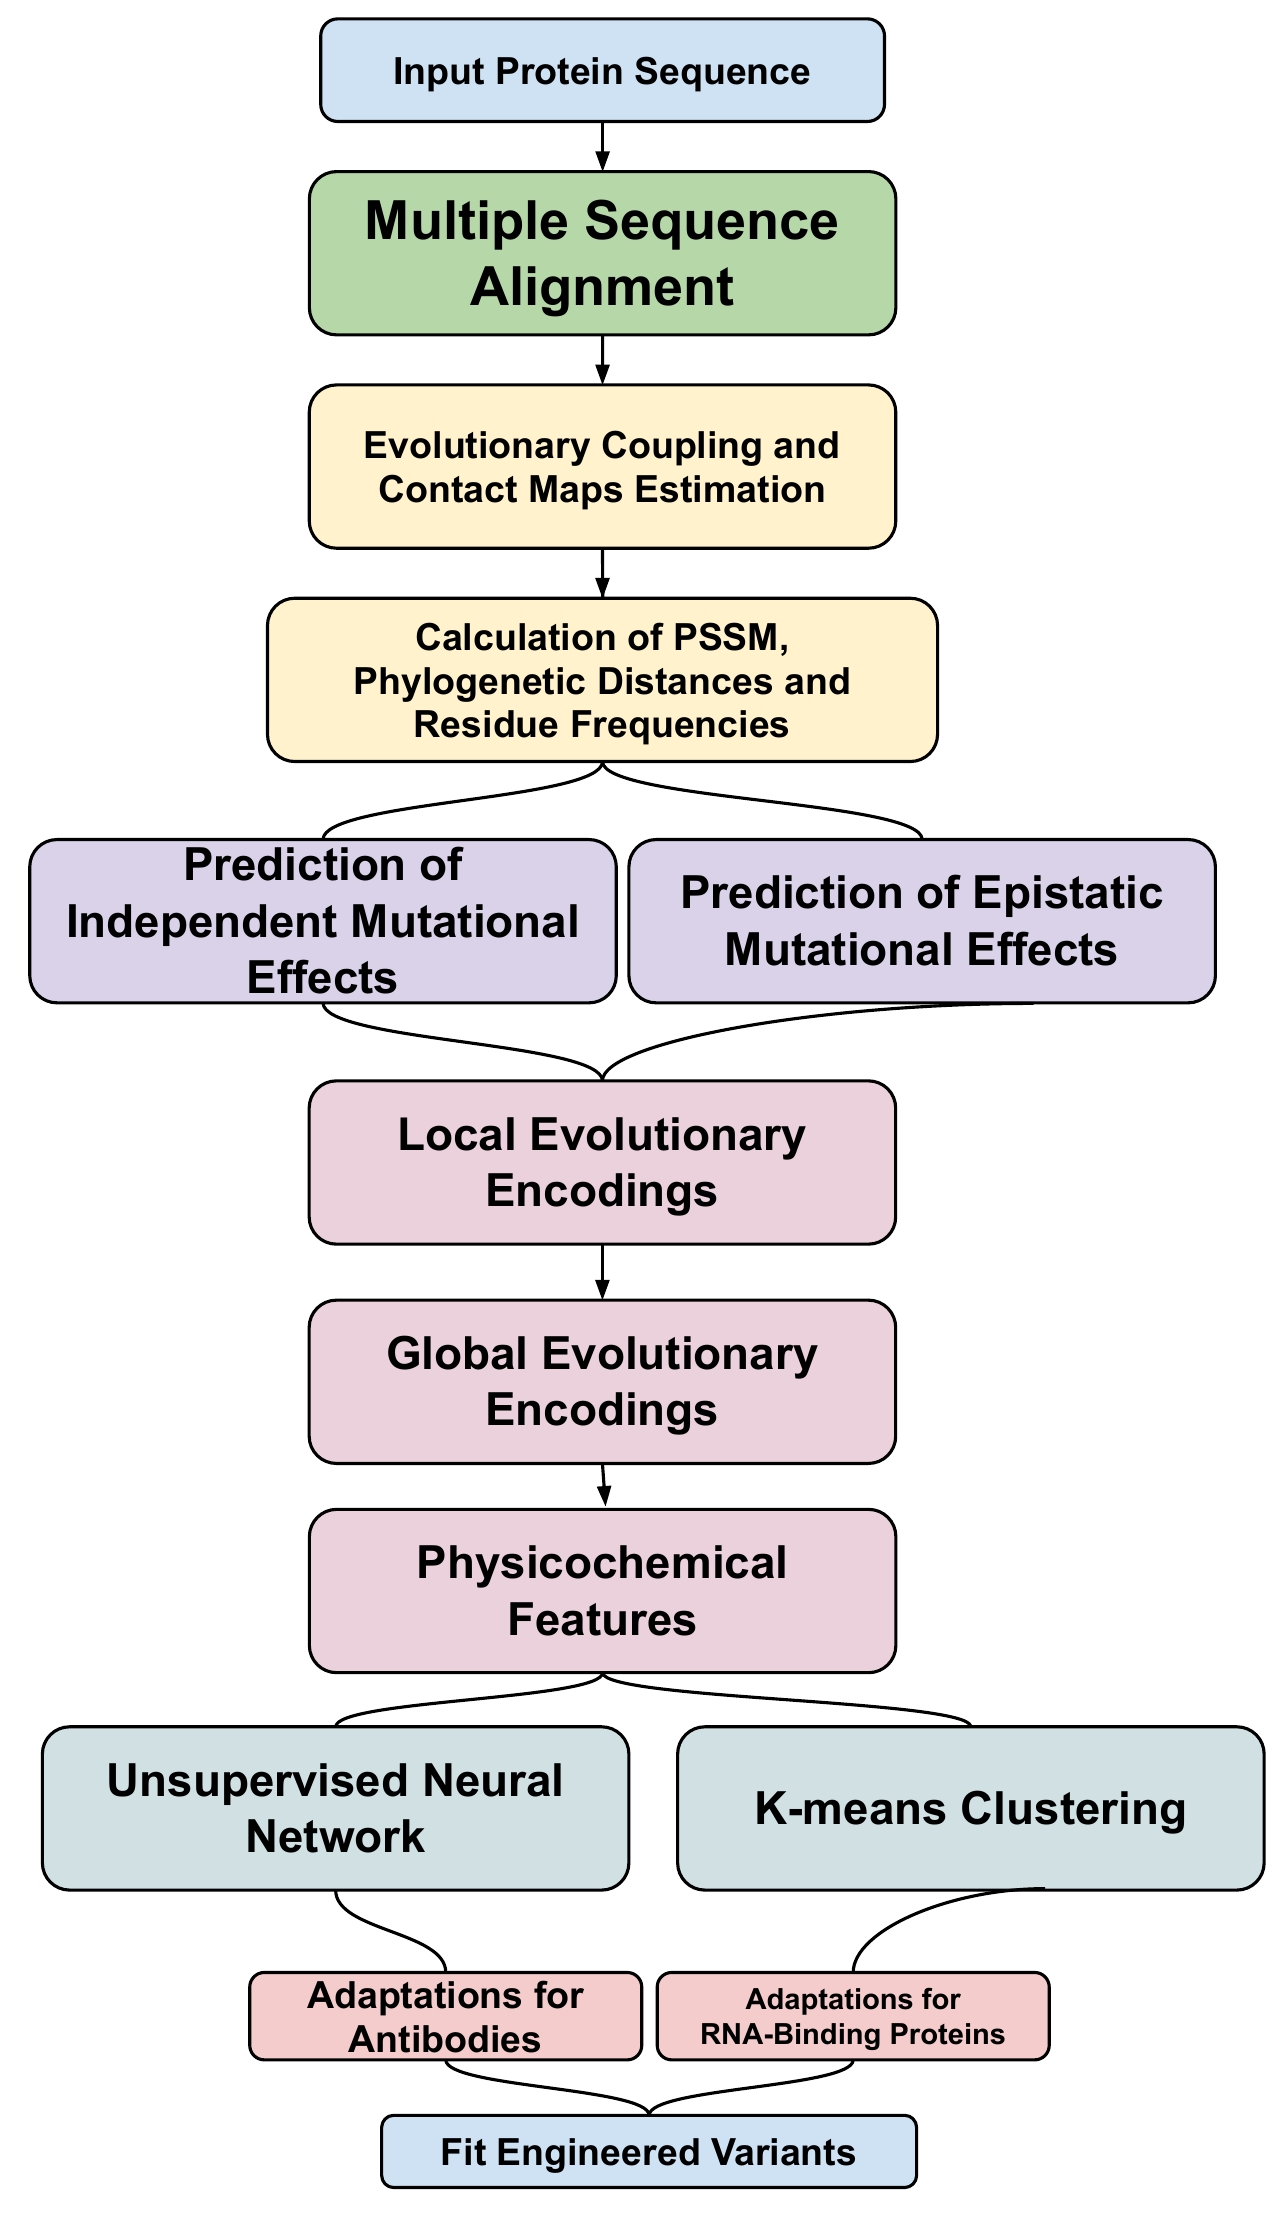 Input Protein Sequence
Multiple Sequence
Alignment
Evolutionary Coupling and
Contact Maps Estimation
Calculation of PSSM,
Phylogenetic Distances and
Residue Frequencies
Prediction of
Independent Mutational
Effects
Prediction of Epistatic
Mutational Effects
Local Evolutionary
Encodings
Global Evolutionary
Encodings
Physicochemical
Features
Unsupervised Neural
Network
K-means Clustering
Adaptations for
Antibodies
Adaptations for
RNA-Binding Proteins
Fit Engineered Variants